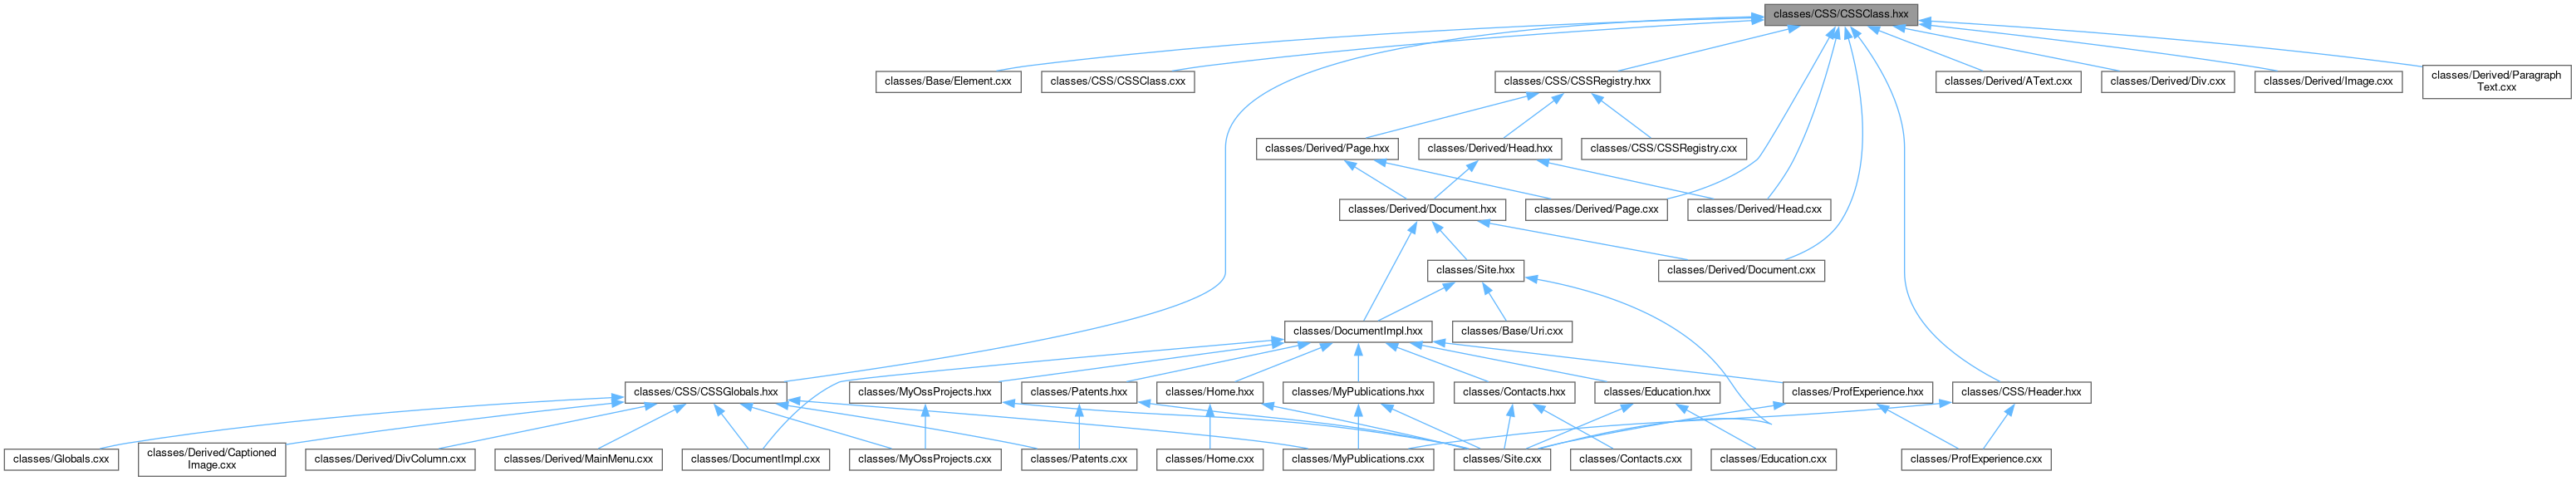 classes/CSS/CSSClass.hxx
classes/Base/Element.cxx
classes/CSS/CSSClass.cxx
classes/CSS/CSSRegistry.hxx
classes/Derived/AText.cxx
classes/Derived/Div.cxx
classes/Derived/Image.cxx
classes/Derived/Paragraph
Text.cxx
classes/Derived/Page.hxx
classes/Derived/Head.hxx
classes/CSS/CSSRegistry.cxx
classes/Derived/Document.hxx
classes/Derived/Page.cxx
classes/Derived/Head.cxx
classes/Site.hxx
classes/Derived/Document.cxx
classes/DocumentImpl.hxx
classes/Base/Uri.cxx
classes/CSS/CSSGlobals.hxx
classes/MyOssProjects.hxx
classes/Patents.hxx
classes/Home.hxx
classes/MyPublications.hxx
classes/Contacts.hxx
classes/Education.hxx
classes/ProfExperience.hxx
classes/CSS/Header.hxx
classes/Globals.cxx
classes/Derived/Captioned
Image.cxx
classes/Derived/DivColumn.cxx
classes/Derived/MainMenu.cxx
classes/DocumentImpl.cxx
classes/MyOssProjects.cxx
classes/Patents.cxx
classes/Home.cxx
classes/MyPublications.cxx
classes/Site.cxx
classes/Contacts.cxx
classes/Education.cxx
classes/ProfExperience.cxx